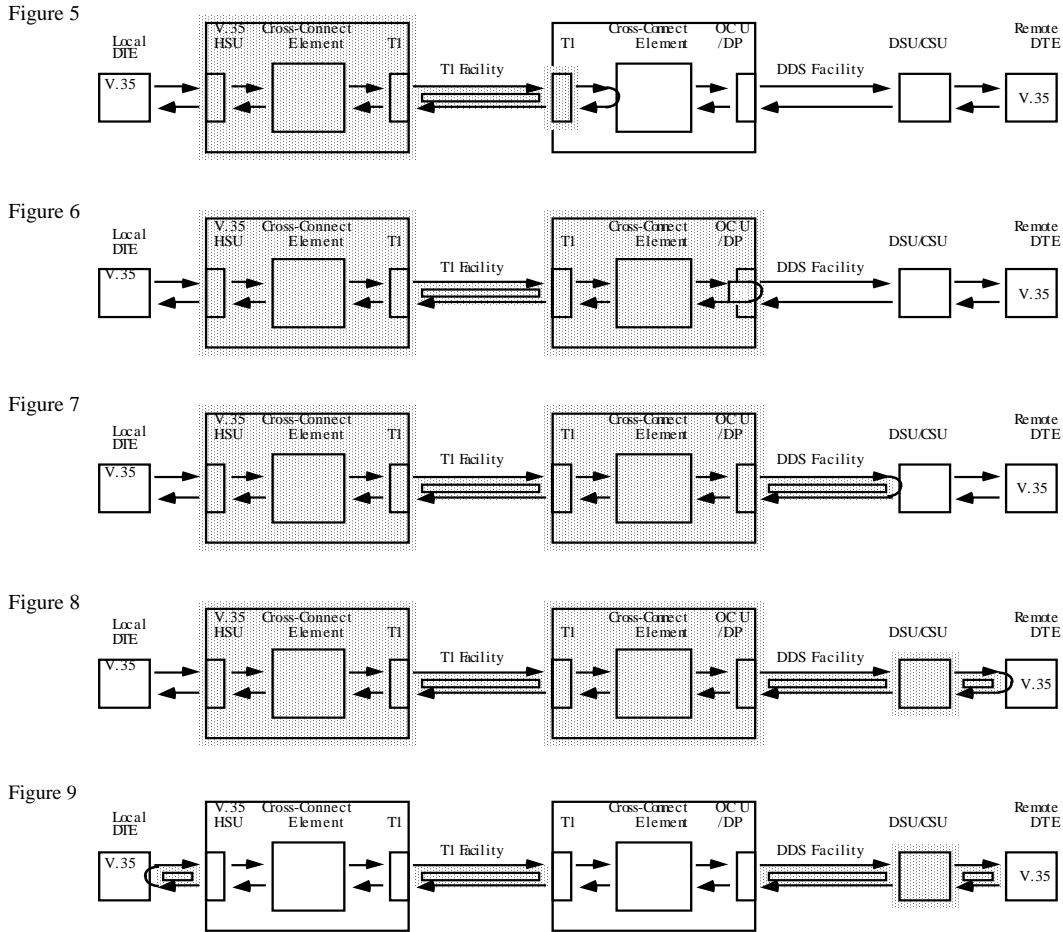 Figure 5
Local DTE
V.35 HSU
Cross-Connect Element
T1
T1 Facility
T1
Cross-Connect Element
OCU /DP
DDS Facility
DSU/CSU
Remote DTE
V.35
V.35
Figure 6
Local DTE
V.35 HSU
Cross-Connect Element
T1
T1 Facility
T1
Cross-Connect Element
OCU /DP
DDS Facility
DSU/CSU
Remote DTE
V.35
V.35
Figure 7
Local DTE
V.35 HSU
Cross-Connect Element
T1
T1 Facility
T1
Cross-Connect Element
OCU /DP
DDS Facility
DSU/CSU
Remote DTE
V.35
V.35
Figure 8
Local DTE
V.35 HSU
Cross-Connect Element
T1
T1 Facility
T1
Cross-Connect Element
OCU /DP
DDS Facility
DSU/CSU
Remote DTE
V.35
V.35
Figure 9
Local DTE
V.35 HSU
Cross-Connect Element
T1
T1 Facility
T1
Cross-Connect Element
OCU /DP
DDS Facility
DSU/CSU
Remote DTE
V.35
V.35